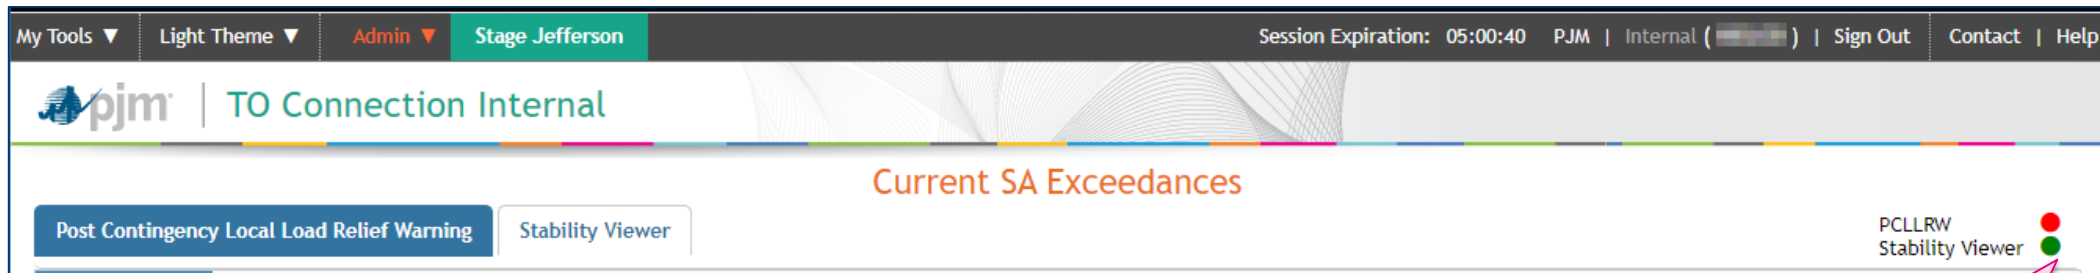 My Tools ▼ Light Theme ▼ Admin ▼ Stage Jefferson Session Expiration: 05:00:40 PJM | Internal ( ) | Sign Out Contact | Help
pjm | TO Connection Internal
Current SA Exceedances
Post Contingency Local Load Relief Warning Stability Viewer
PCLLRW
Stability Viewer